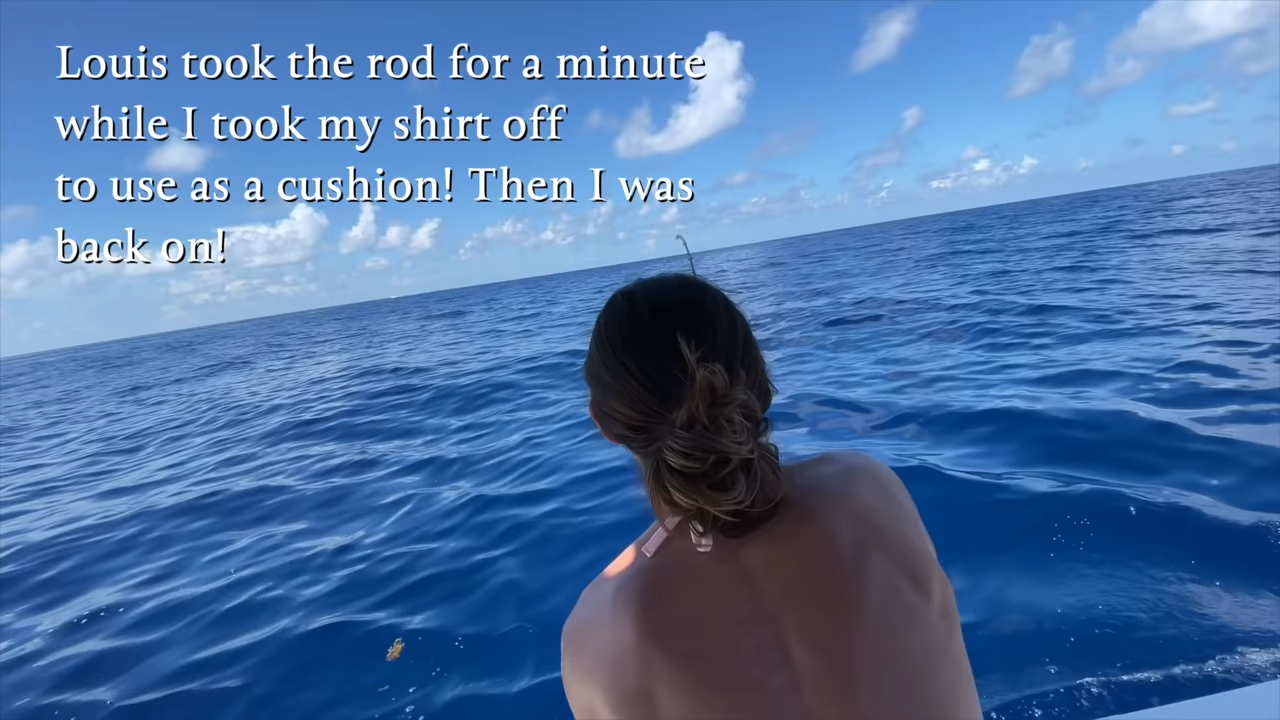 Louis took the rod for a minute
while I took my shirt off
to use as a cushion! Then I was
back on!